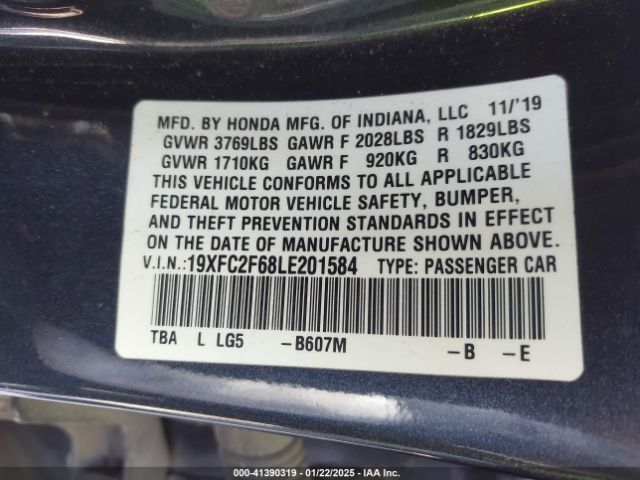 MFD. BY HONDA MFG. OF INDIANA, LLC 11/'19
GVWR 3769LBS GAWR F 2028LBS R 1829LBS
GVWR 1710KG GAWR F 920KG R 830KG
THIS VEHICLE CONFORMS TO ALL APPLICABLE
FEDERAL MOTOR VEHICLE SAFETY, BUMPER,
AND THEFT PREVENTION STANDARDS IN EFFECT
ON THE DATE OF MANUFACTURE SHOWN ABOVE.
V.I.N.:19XFC2F68LE201584 TYPE: PASSENGER CAR
TBA L LG5 –B607M –B –E
000-41390319 - 01/22/2025 - IAA Inc.